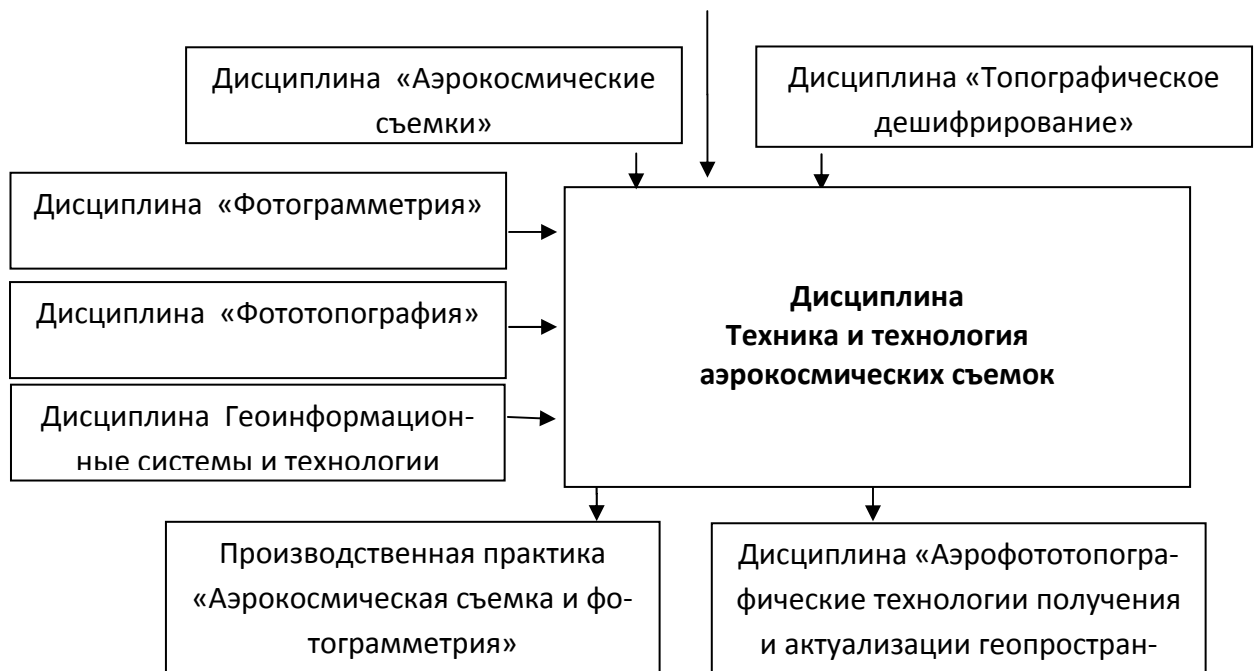 Дисциплина «Аэрокосмические
съемки»
Дисциплина «Топографическое
дешифрирование»
Дисциплина «Фотограмметрия»
Дисциплина «Фототопография»
Дисциплина Геоинформацион-
ные системы и технологии
Дисциплина
Техника и технология
аэрокосмических съемок
Производственная практика
«Аэрокосмическая съемка и фо-
тограмметрия»
Дисциплина «Аэрофототопогра-
фические технологии получения
и актуализации геопростран-